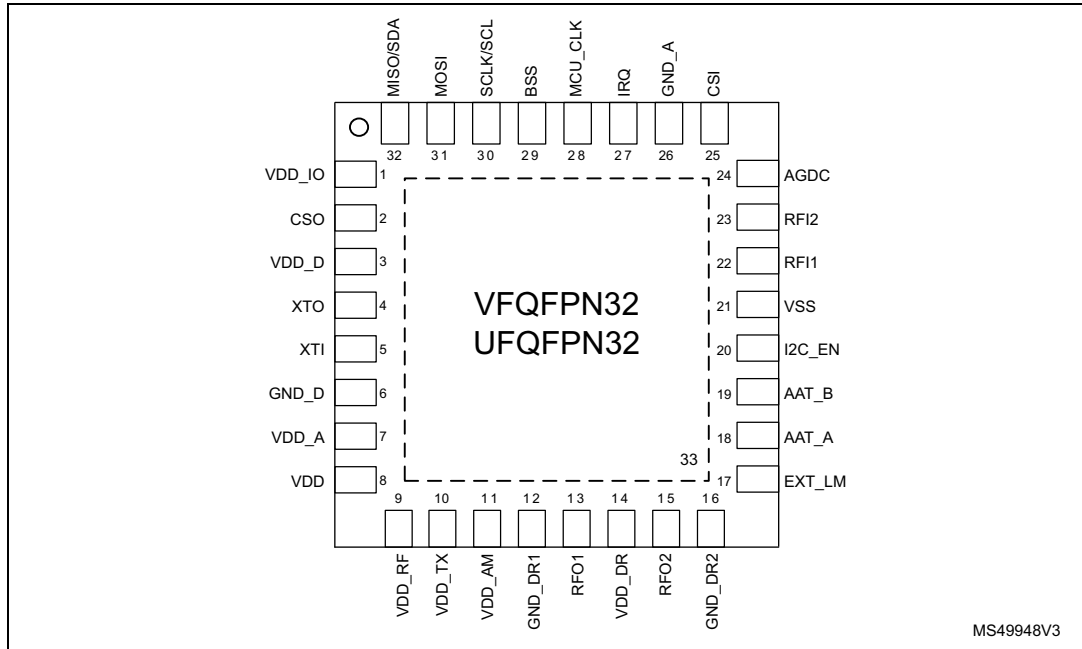 MISO/SDA
MOSI
SCLK/SCL
BSS
MCU_CLK
IRQ
GND_A
CSI
32
31
30
29
28
27
26
25
VDD_IO 1
CSO 2
VDD_D 3
XTO 4
XTI 5
GND_D 6
VDD_A 7
VDD 8
24 AGDC
23 RFI2
22 RFI1
21 VSS
20 I2C_EN
19 AAT_B
18 AAT_A
17 EXT_LM
VFQFPN32
UFQFPN32
33
9
10
11
12
13
14
15
16
VDD_RF
VDD_TX
VDD_AM
GND_DR1
RFO1
VDD_DR
RFO2
GND_DR2
MS49948V3